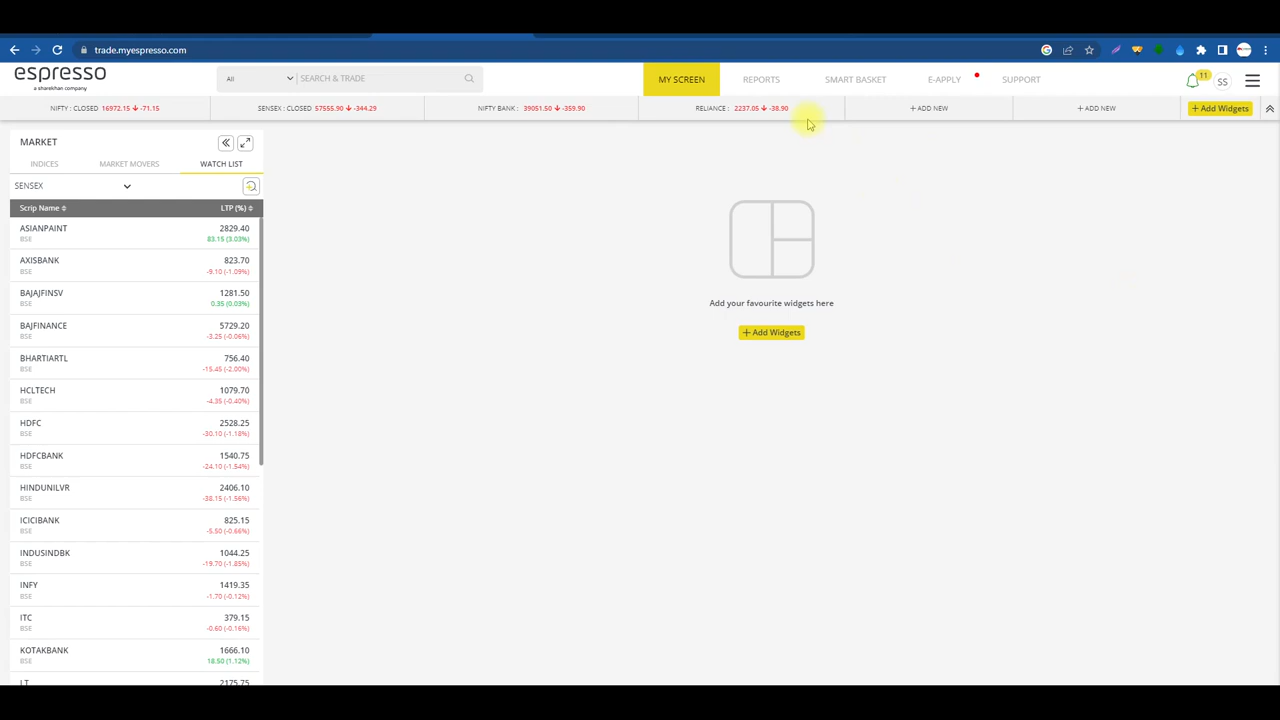 trade.myespresso.com
espresso
a sharekhan company
All
SEARCH & TRADE
MY SCREEN
REPORTS
SMART BASKET
E-APPLY
SUPPORT
11
SS
NIFTY : CLOSED 16972.15 -71.15
SENSEX : CLOSED 57555.90 -344.29
NIFTY BANK : 39051.50 -359.90
RELIANCE : 2237.05 -38.90
+ ADD NEW
+ ADD NEW
+ Add Widgets
MARKET
INDICES
MARKET MOVERS
WATCH LIST
SENSEX
Scrip Name LTP (%)
ASIANPAINT 2829.40
BSE 83.15 (3.03%)
AXISBANK 823.70
BSE -9.10 (-1.09%)
BAJAJFINSV 1281.50
BSE 0.35 (0.03%)
BAJFINANCE 5729.20
BSE -3.25 (-0.06%)
BHARTIARTL 756.40
BSE -15.45 (-2.00%)
HCLTECH 1079.70
BSE -4.35 (-0.40%)
HDFC 2528.25
BSE -30.10 (-1.18%)
HDFCBANK 1540.75
BSE -24.10 (-1.54%)
HINDUNILVR 2406.10
BSE -38.15 (-1.56%)
ICICIBANK 825.15
BSE -5.50 (-0.66%)
INDUSINDBK 1044.25
BSE -19.70 (-1.85%)
INFY 1419.35
BSE -1.70 (-0.12%)
ITC 379.15
BSE -0.60 (-0.16%)
KOTAKBANK 1666.10
BSE 18.50 (1.12%)
LT 2175.75
Add your favourite widgets here
+ Add Widgets